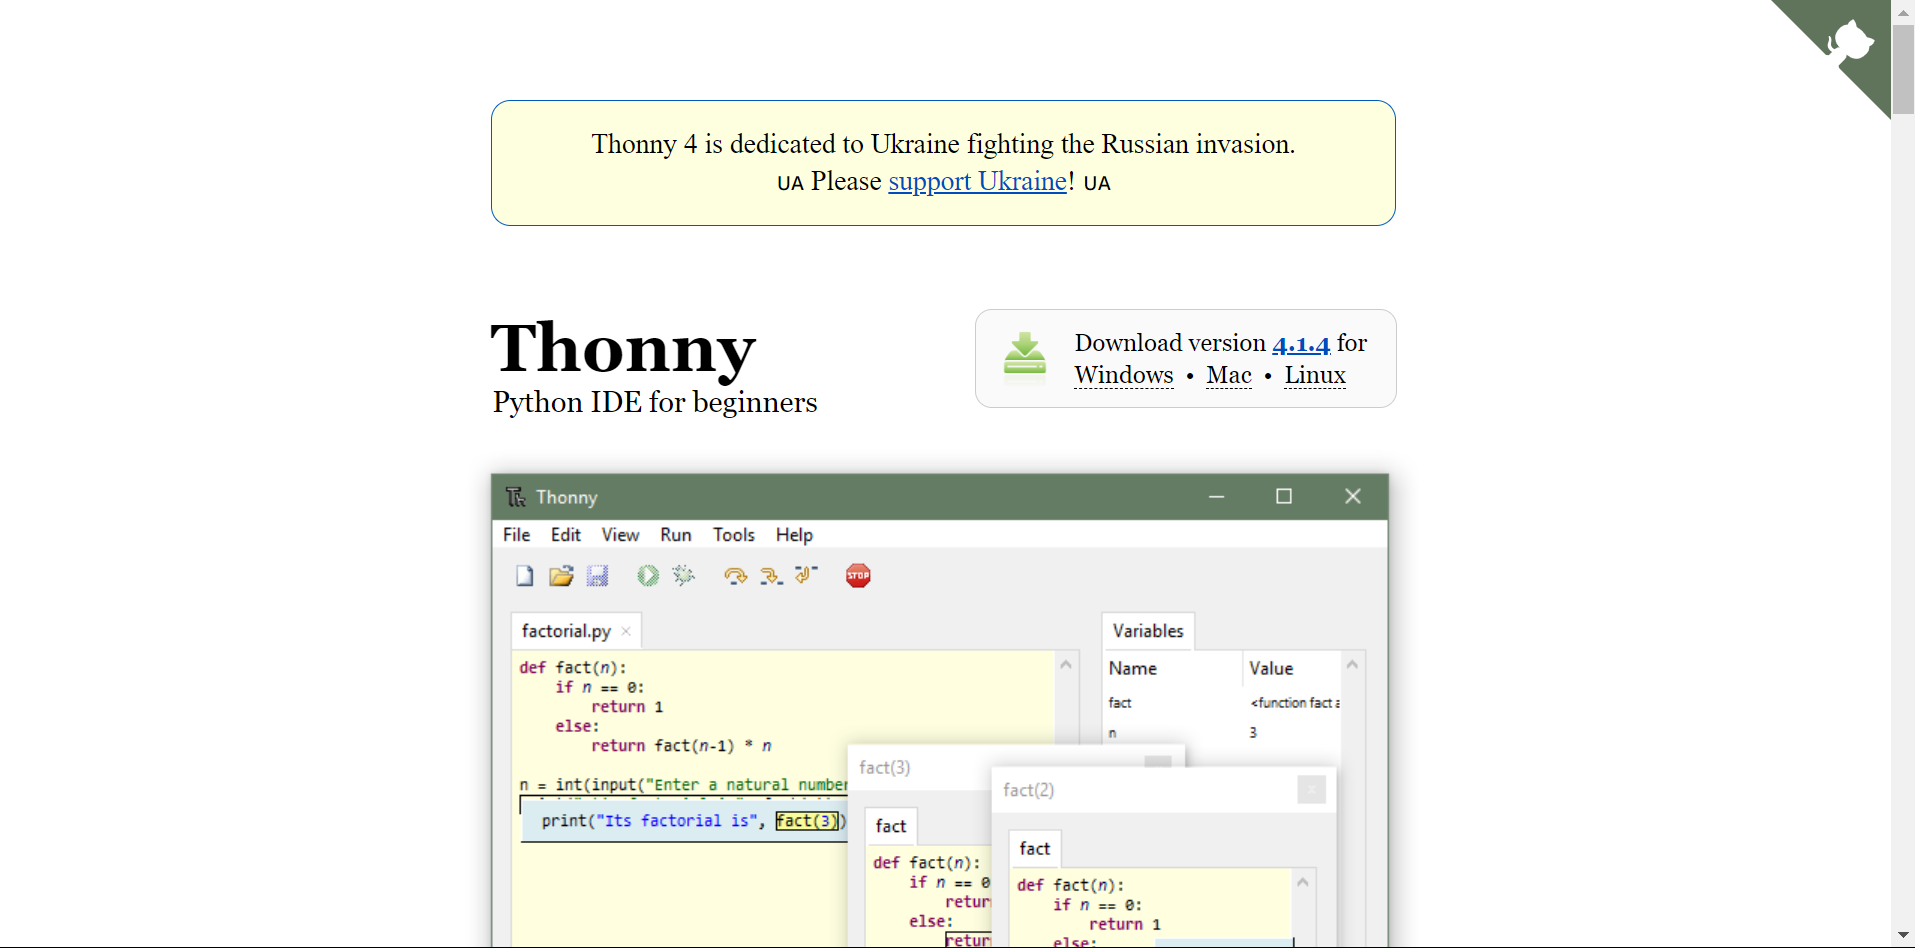 Thonny 4 is dedicated to Ukraine fighting the Russian invasion.
UA Please support Ukraine! UA
Thonny
Python IDE for beginners
Download version 4.1.4 for
Windows • Mac • Linux
Thonny
File Edit View Run Tools Help
STOP
factorial.py
def fact(n):
    if n == 0:
        return 1
    else:
        return fact(n-1) * n
n = int(input("Enter a natural number
print("Its factorial is", fact(3))
Variables
Name Value
fact <function fact a
n 3
fact(3)
fact
def fact(n):
    if n == 0
        retur
    else:
        retur
fact(2)
fact
def fact(n):
    if n == 0:
        return 1
    else: